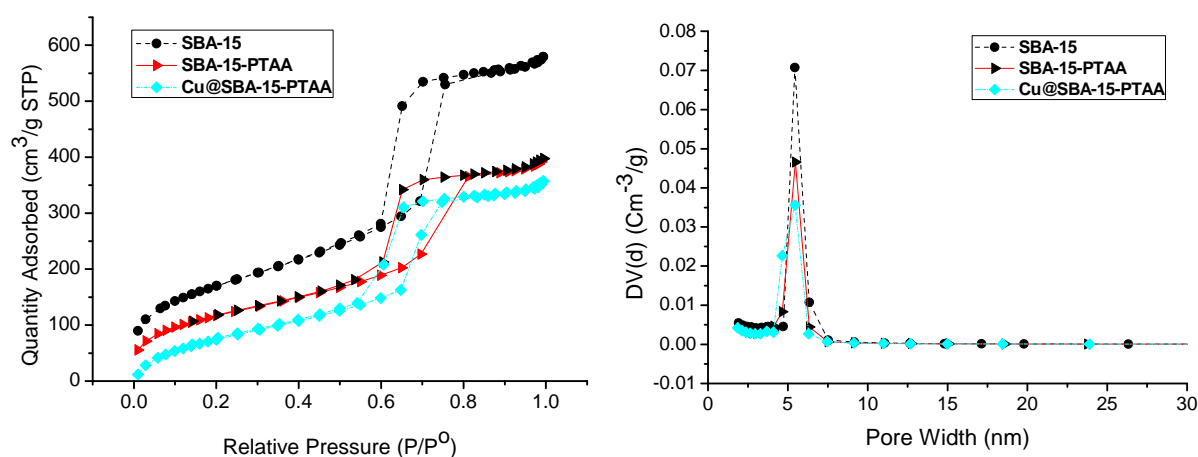 SBA-15
SBA-15-PTAA
Cu@SBA-15-PTAA
Quantity Adsorbed (cm³/g STP)
600
500
400
300
200
100
0
0.0 0.2 0.4 0.6 0.8 1.0
Relative Pressure (P/P⁰)
SBA-15
SBA-15-PTAA
Cu@SBA-15-PTAA
DV(d) (Cm⁻³/g)
0.08
0.07
0.06
0.05
0.04
0.03
0.02
0.01
0.00
-0.01
0 5 10 15 20 25 30
Pore Width (nm)